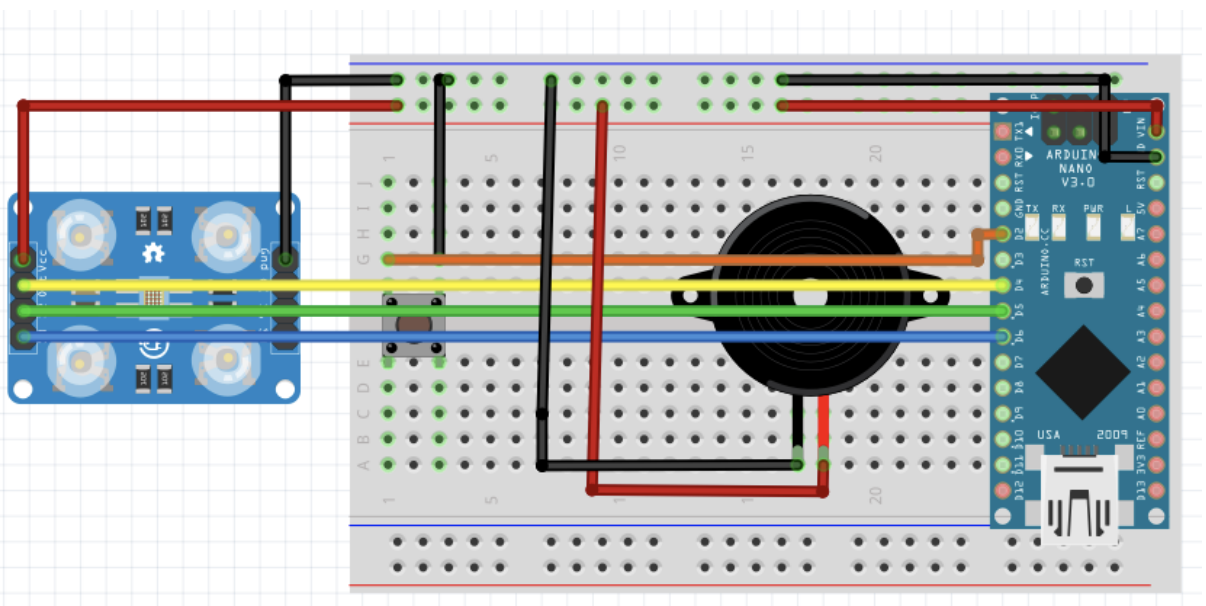 1 5 10 15 20
J
I
H
G
E
D
C
B
A
1 5 15 20
Vcc
Gnd
ARDUINO
NANO
V3.0
TX RX PWR L
RST
ARDUINO.CC
USA 2009
TX1
RX0
RST
GND
D2
D3
D4
D5
D6
D7
D8
D9
D10
D11
D12
VIN
RST
5V
A7
A6
A5
A4
A3
A2
A1
A0
REF
3V3
D13